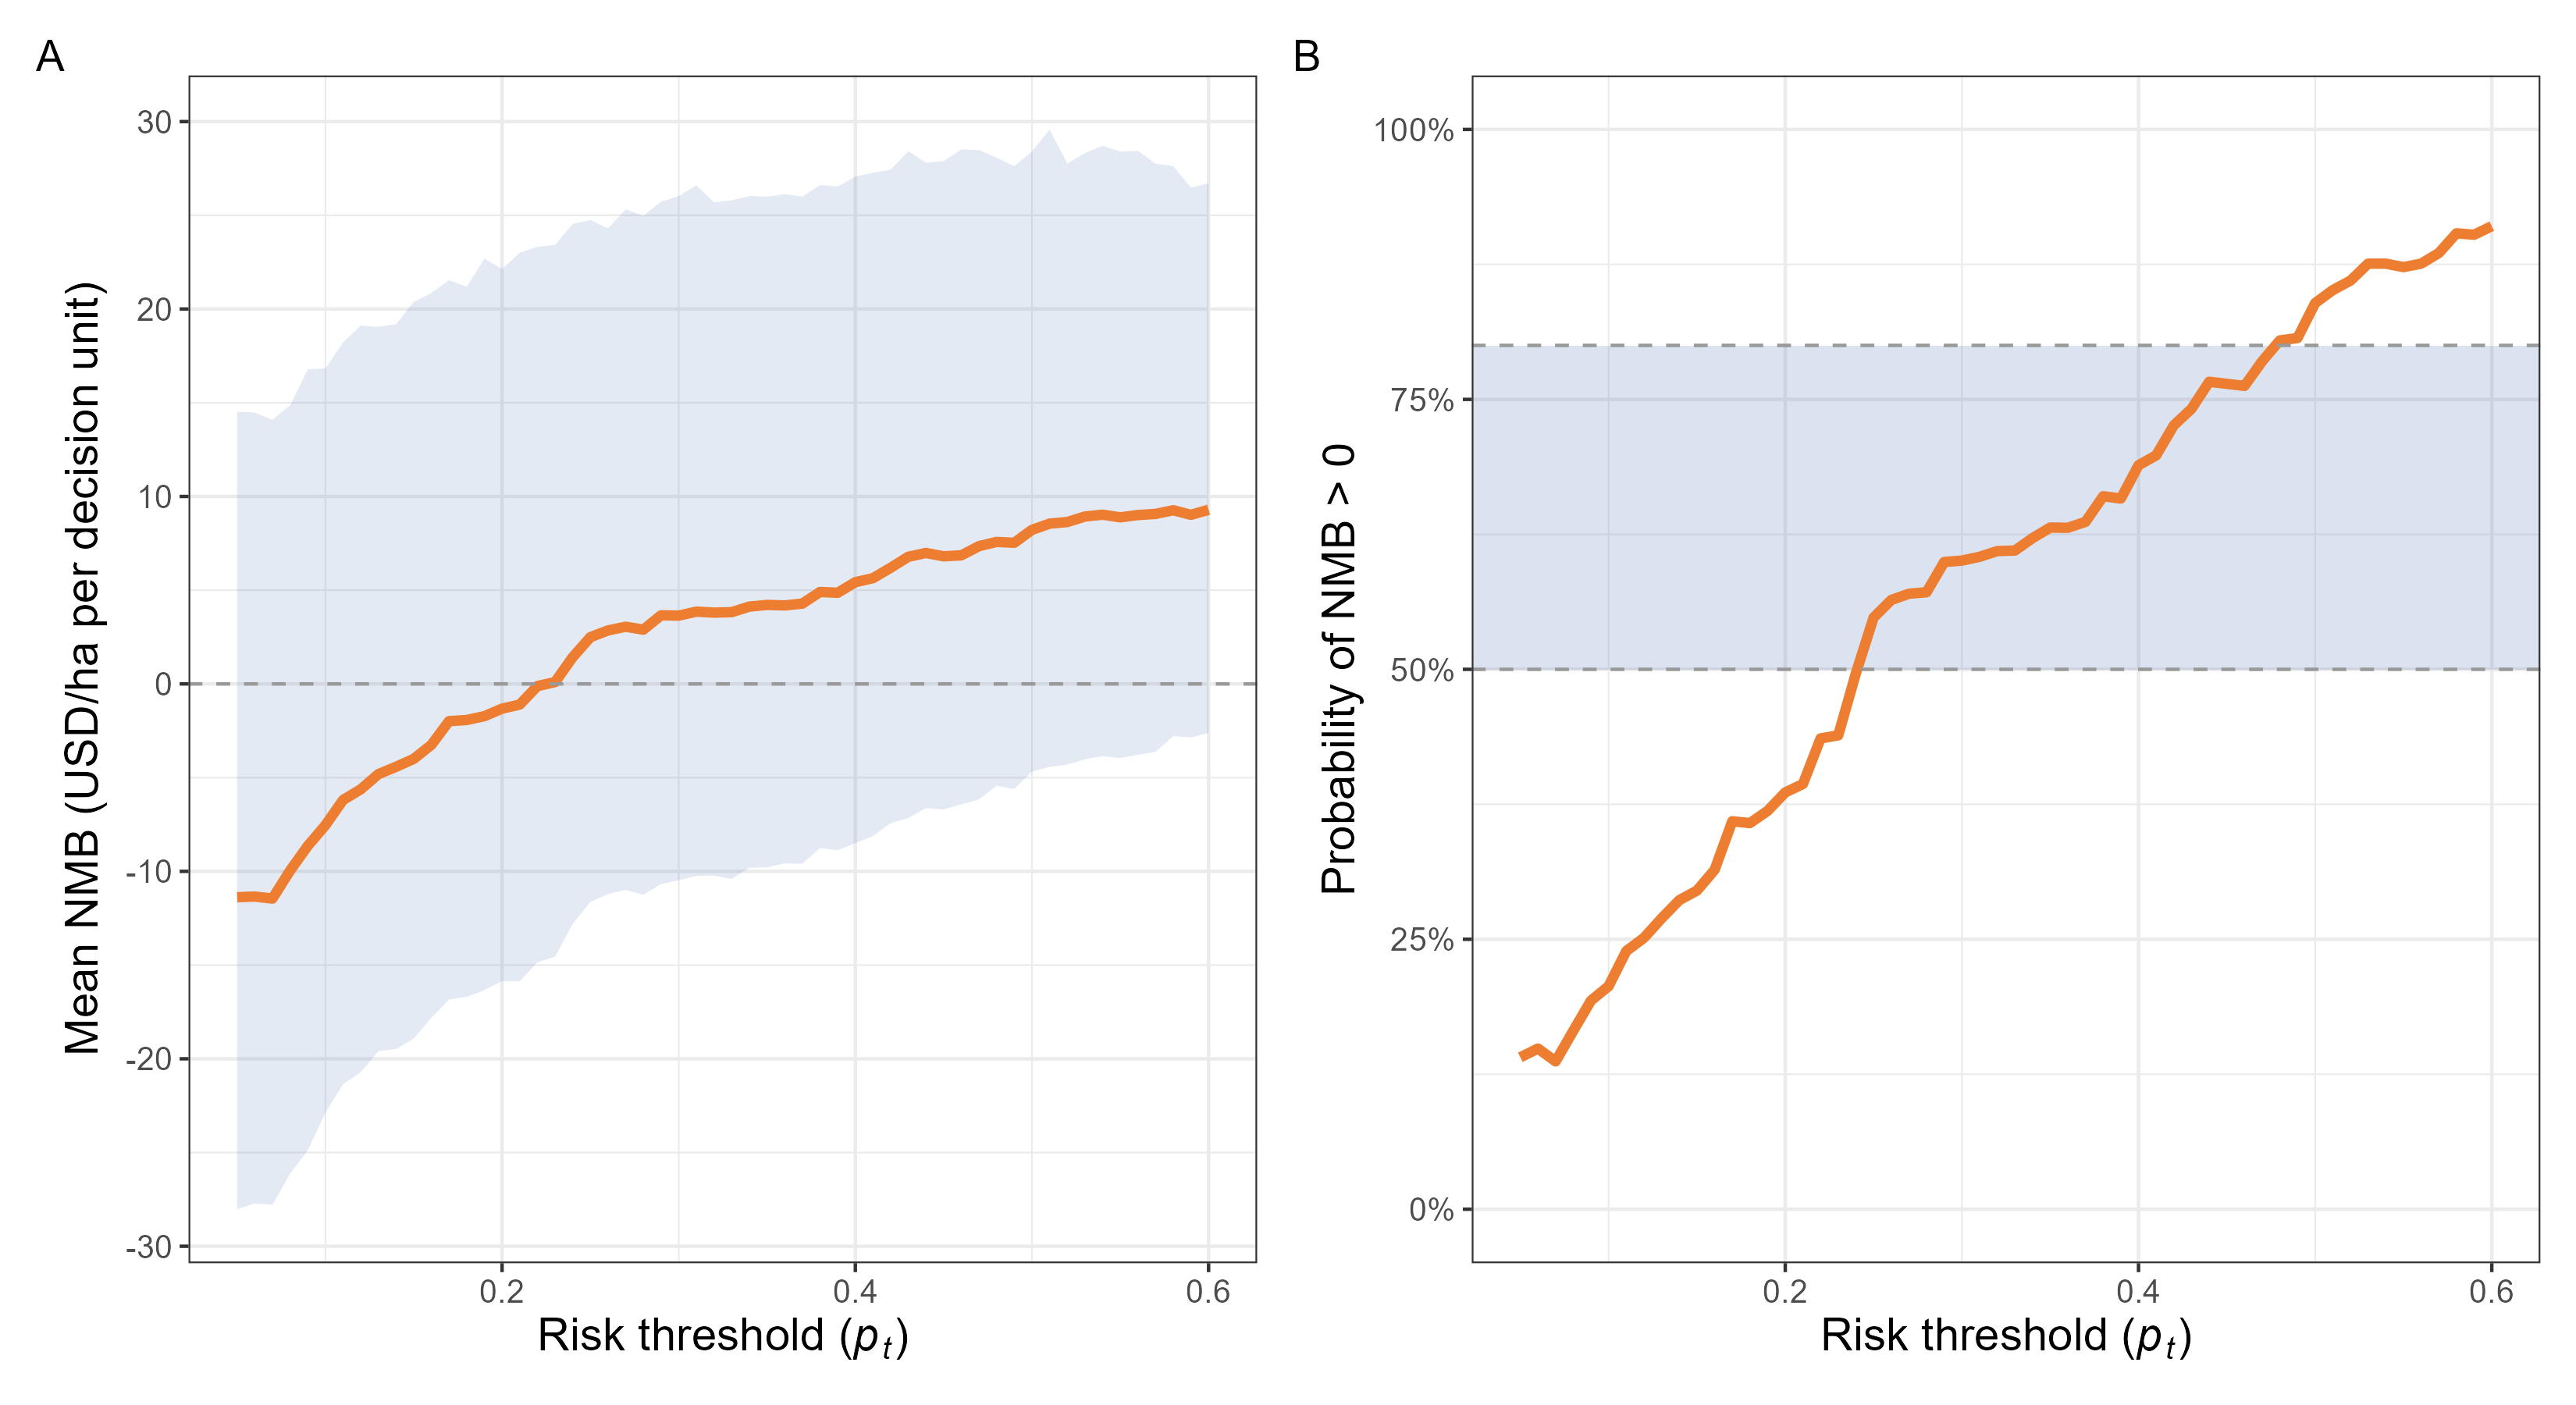 A
Mean NMB (USD/ha per decision unit)
30
20
10
0
-10
-20
-30
0.2 0.4 0.6
Risk threshold (pt)
B
Probability of NMB > 0
100%
75%
50%
25%
0%
0.2 0.4 0.6
Risk threshold (pt)